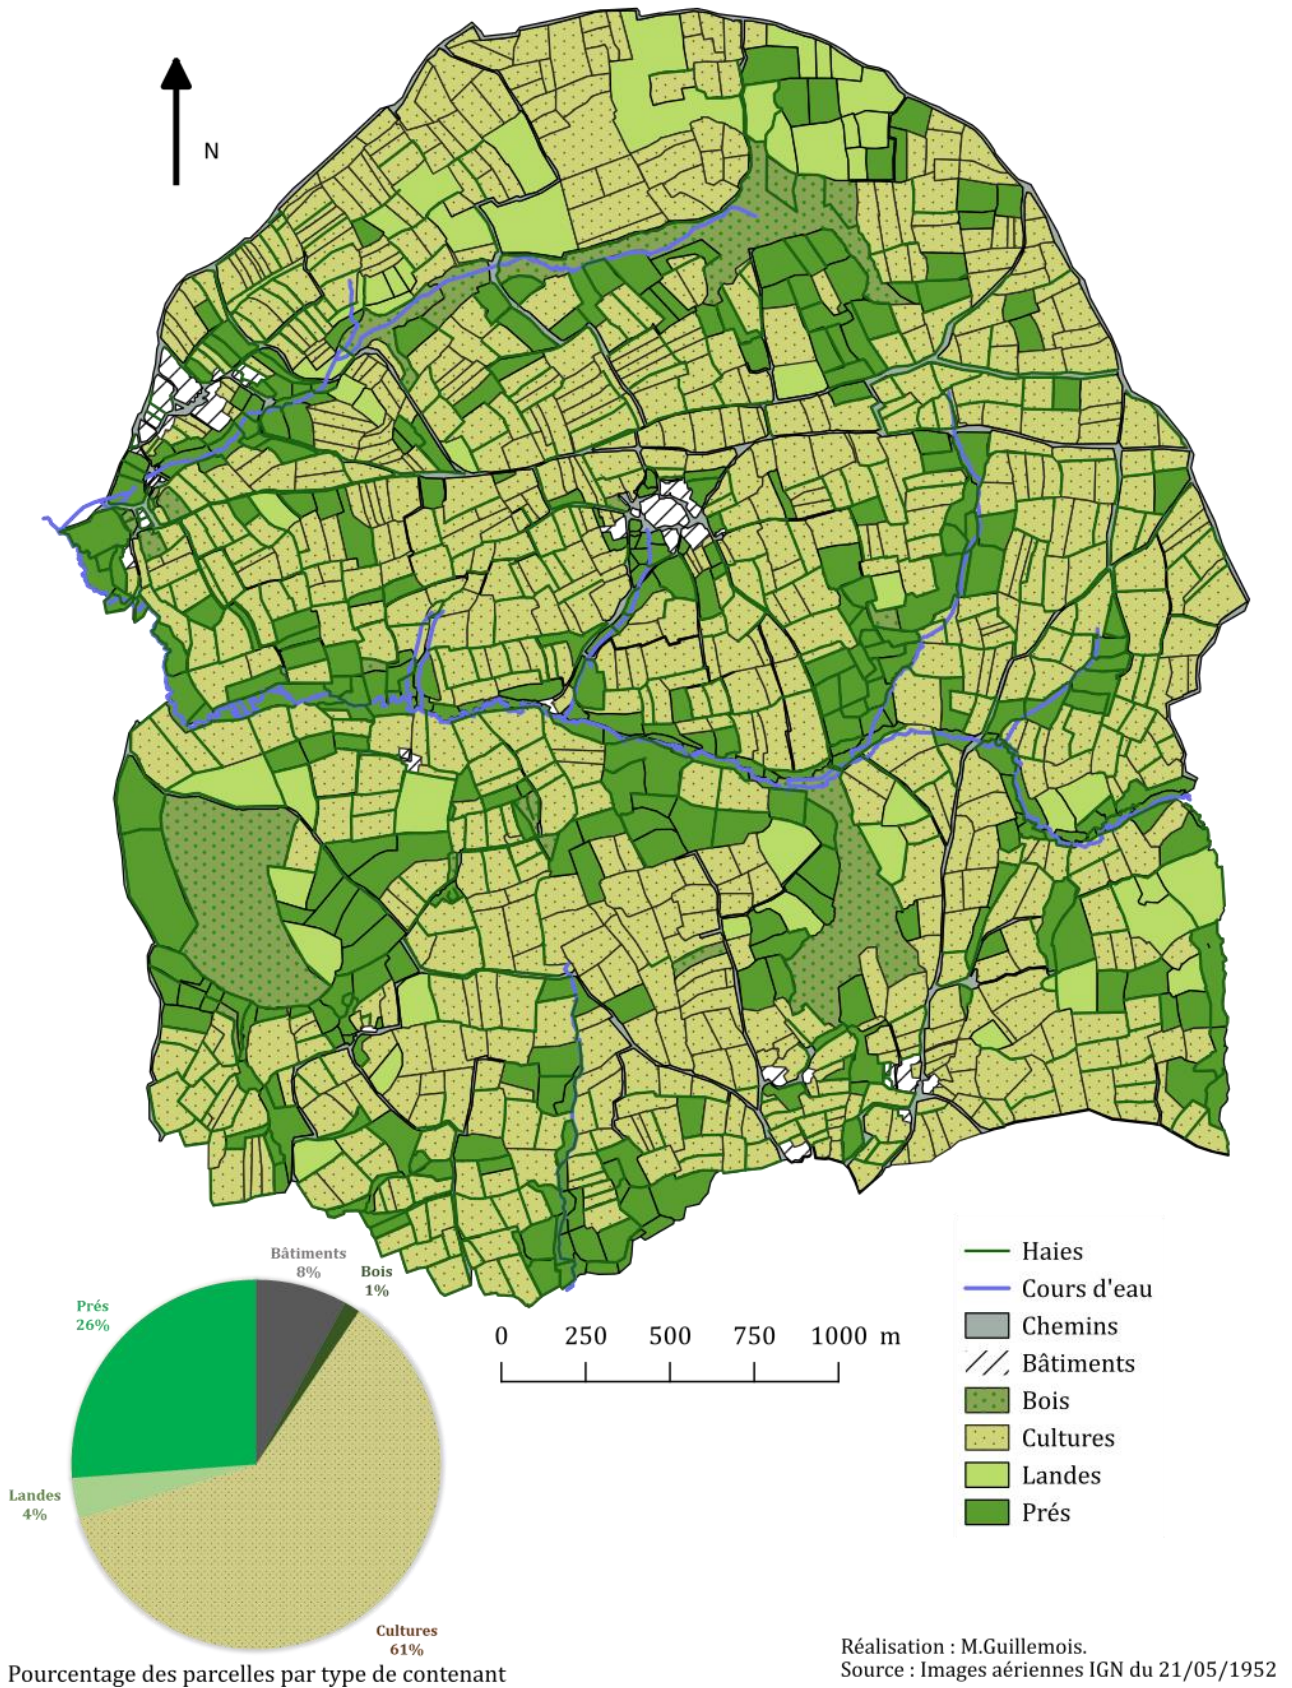 N
Bâtiments
8%
Bois
1%
Prés
26%
Landes
4%
Cultures
61%
Pourcentage des parcelles par type de contenant
0 250 500 750 1000 m
Haies
Cours d'eau
Chemins
Bâtiments
Bois
Cultures
Landes
Prés
Réalisation : M.Guillemois.
Source : Images aériennes IGN du 21/05/1952